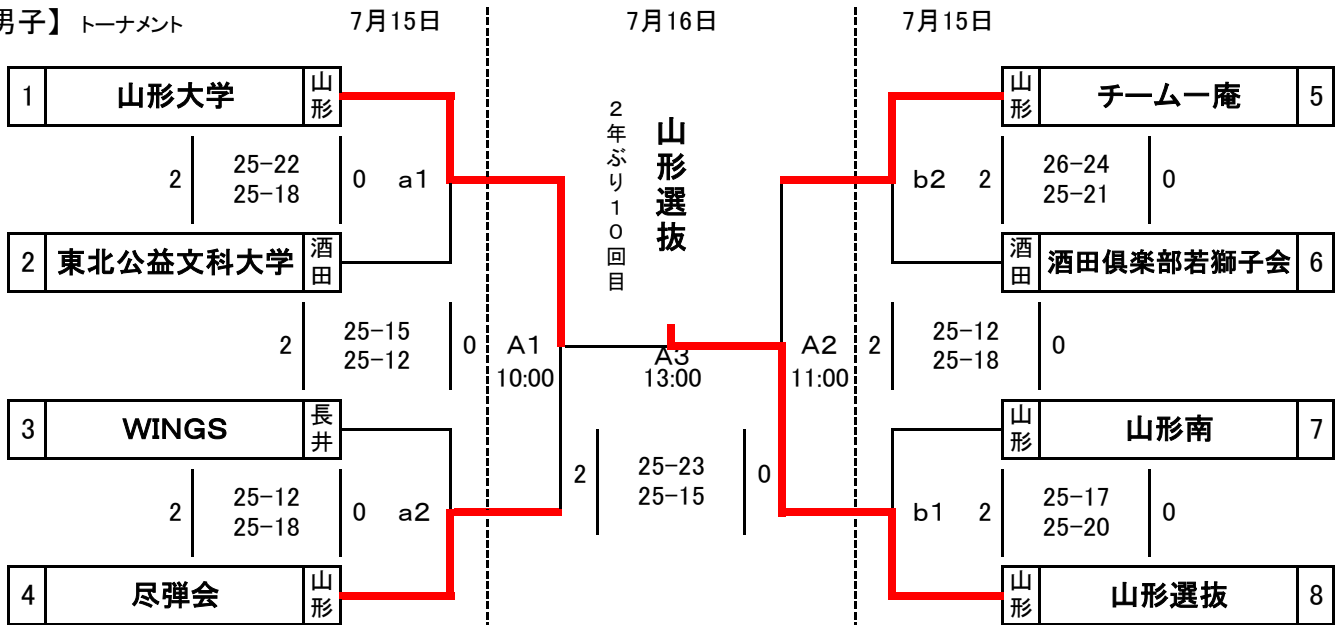 男子】 トーナメント
7月15日
7月16日
7月15日
1 山形大学 山形
2 25-22 0 a1
25-18
2 東北公益文科大学 酒田
2 25-15 0
25-12
3 WINGS 長井
2 25-12 0 a2
25-18
4 尽弾会 山形
山形選抜
2年ぶり10回目
A1
10:00
A3
13:00
A2
11:00
2 25-23 0
25-15
山形 チーム一庵 5
b2 2 26-24 0
25-21
酒田 酒田倶楽部若獅子会 6
2 25-12 0
25-18
山形 山形南 7
b1 2 25-17 0
25-20
山形 山形選抜 8